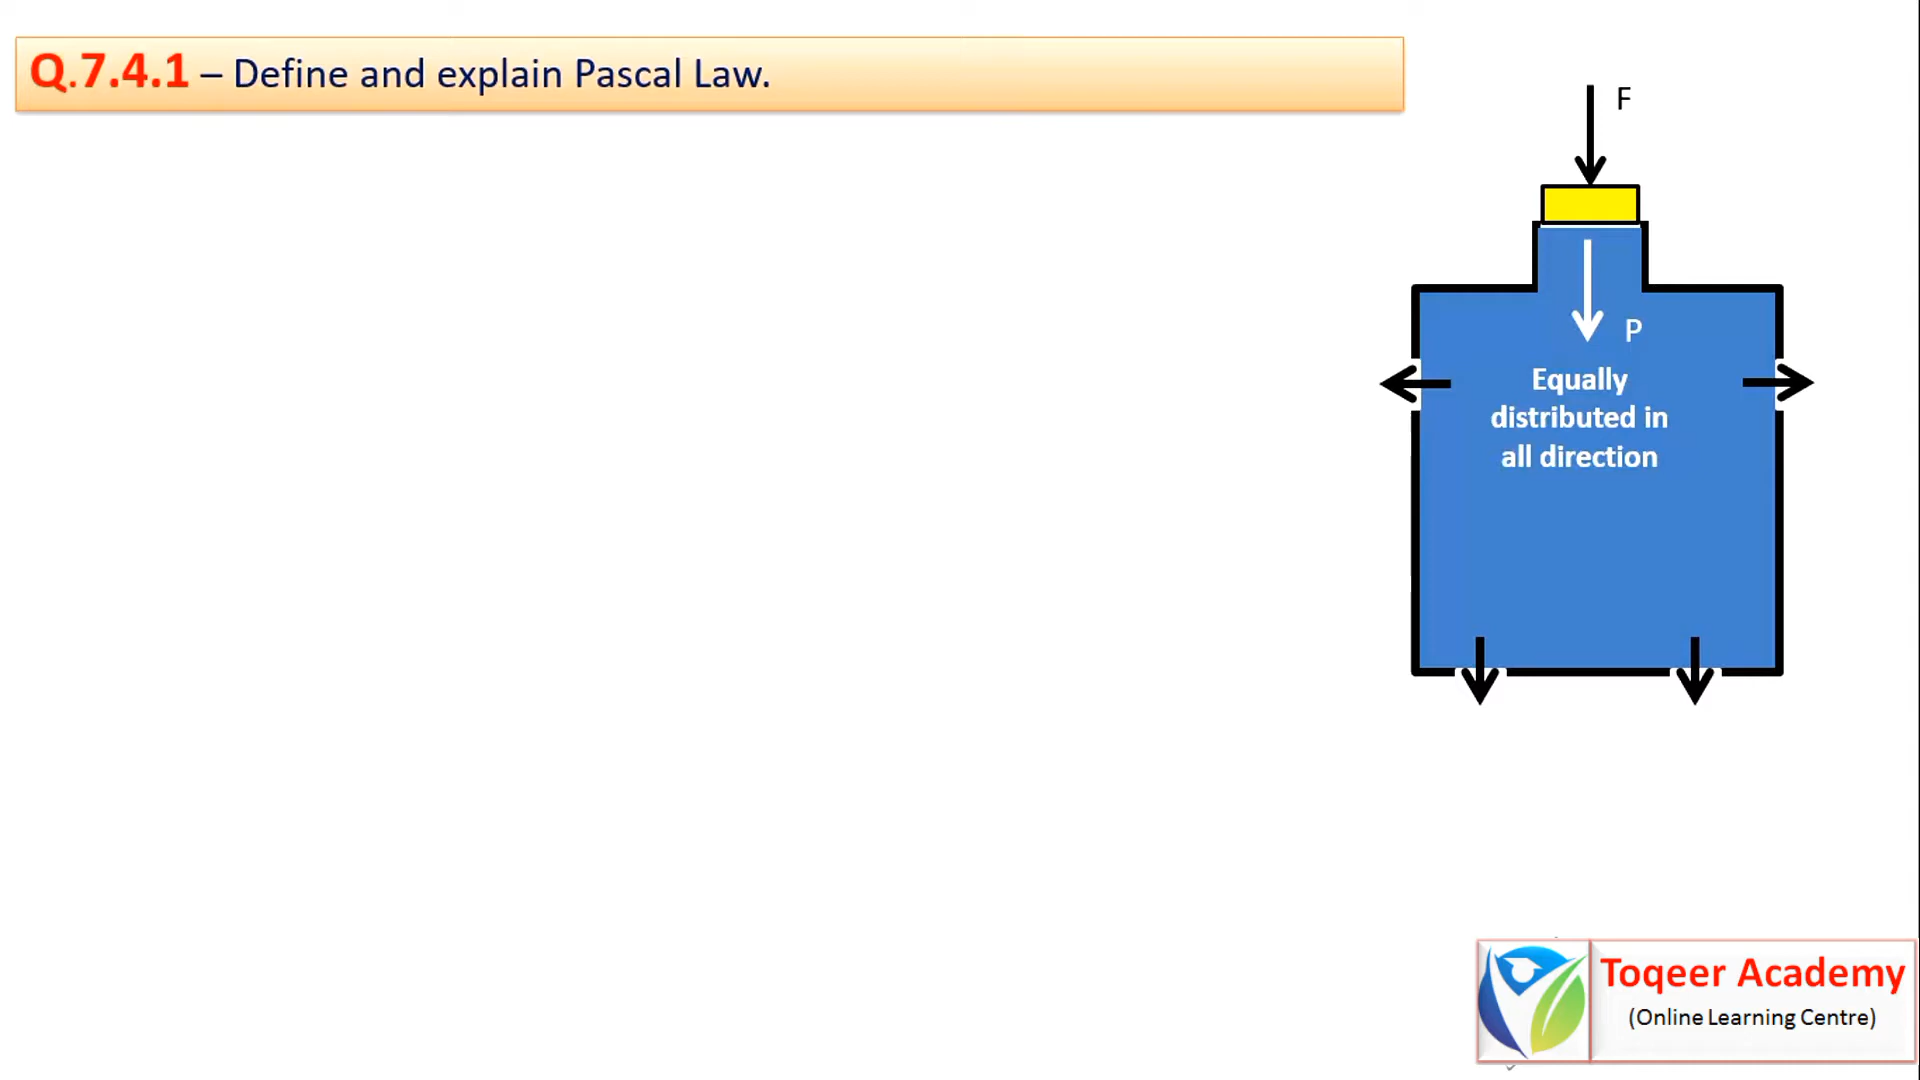 Q.7.4.1 – Define and explain Pascal Law.
F
P
Equally
distributed in
all direction
Toqeer Academy
(Online Learning Centre)